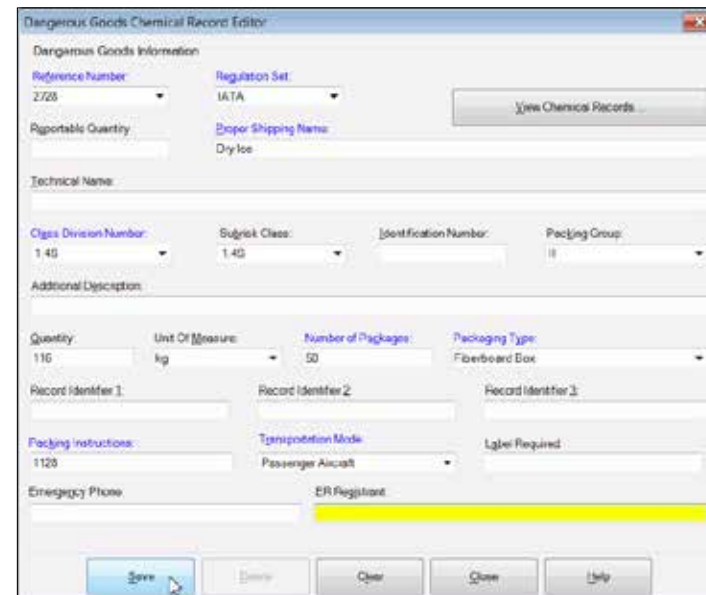 Dangerous Goods Chemical Record Editor
Dangerous Goods Information
Reference Number: Regulation Set:
2728 IATA
View Chemical Records...
Reportable Quantity Proper Shipping Name:
Dry Ice
Technical Name:
Class Division Number: Subrisk Class: Identification Number: Packing Group:
1.4G 1.4G II
Additional Description:
Quantity: Unit Of Measure: Number of Packages: Packaging Type:
116 kg 50 Fiberboard Box
Record Identifier 1: Record Identifier 2: Record Identifier 3:
Packing Instructions: Transportation Mode Label Required:
1128 Passenger Aircraft
Emergency Phone ER Registrant:
Save Delete Clear Close Help